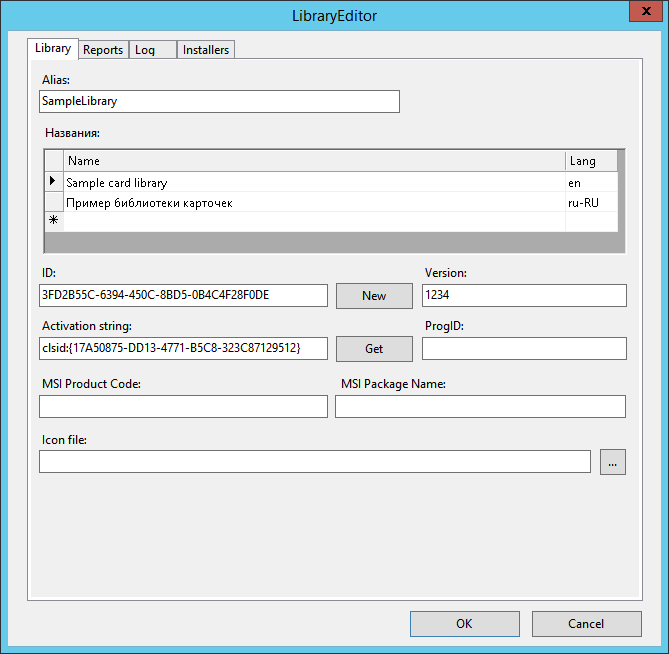 LibraryEditor
x
Library Reports Log Installers
Alias:
SampleLibrary
Названия:
Name Lang
Sample card library en
Пример библиотеки карточек ru-RU
ID: Version:
3FD2B55C-6394-450C-8BD5-0B4C4F28F0DE New 1234
Activation string: ProgID:
clsid:{17A50875-DD13-4771-B5C8-323C87129512} Get
MSI Product Code: MSI Package Name:
Icon file:
...
OK Cancel